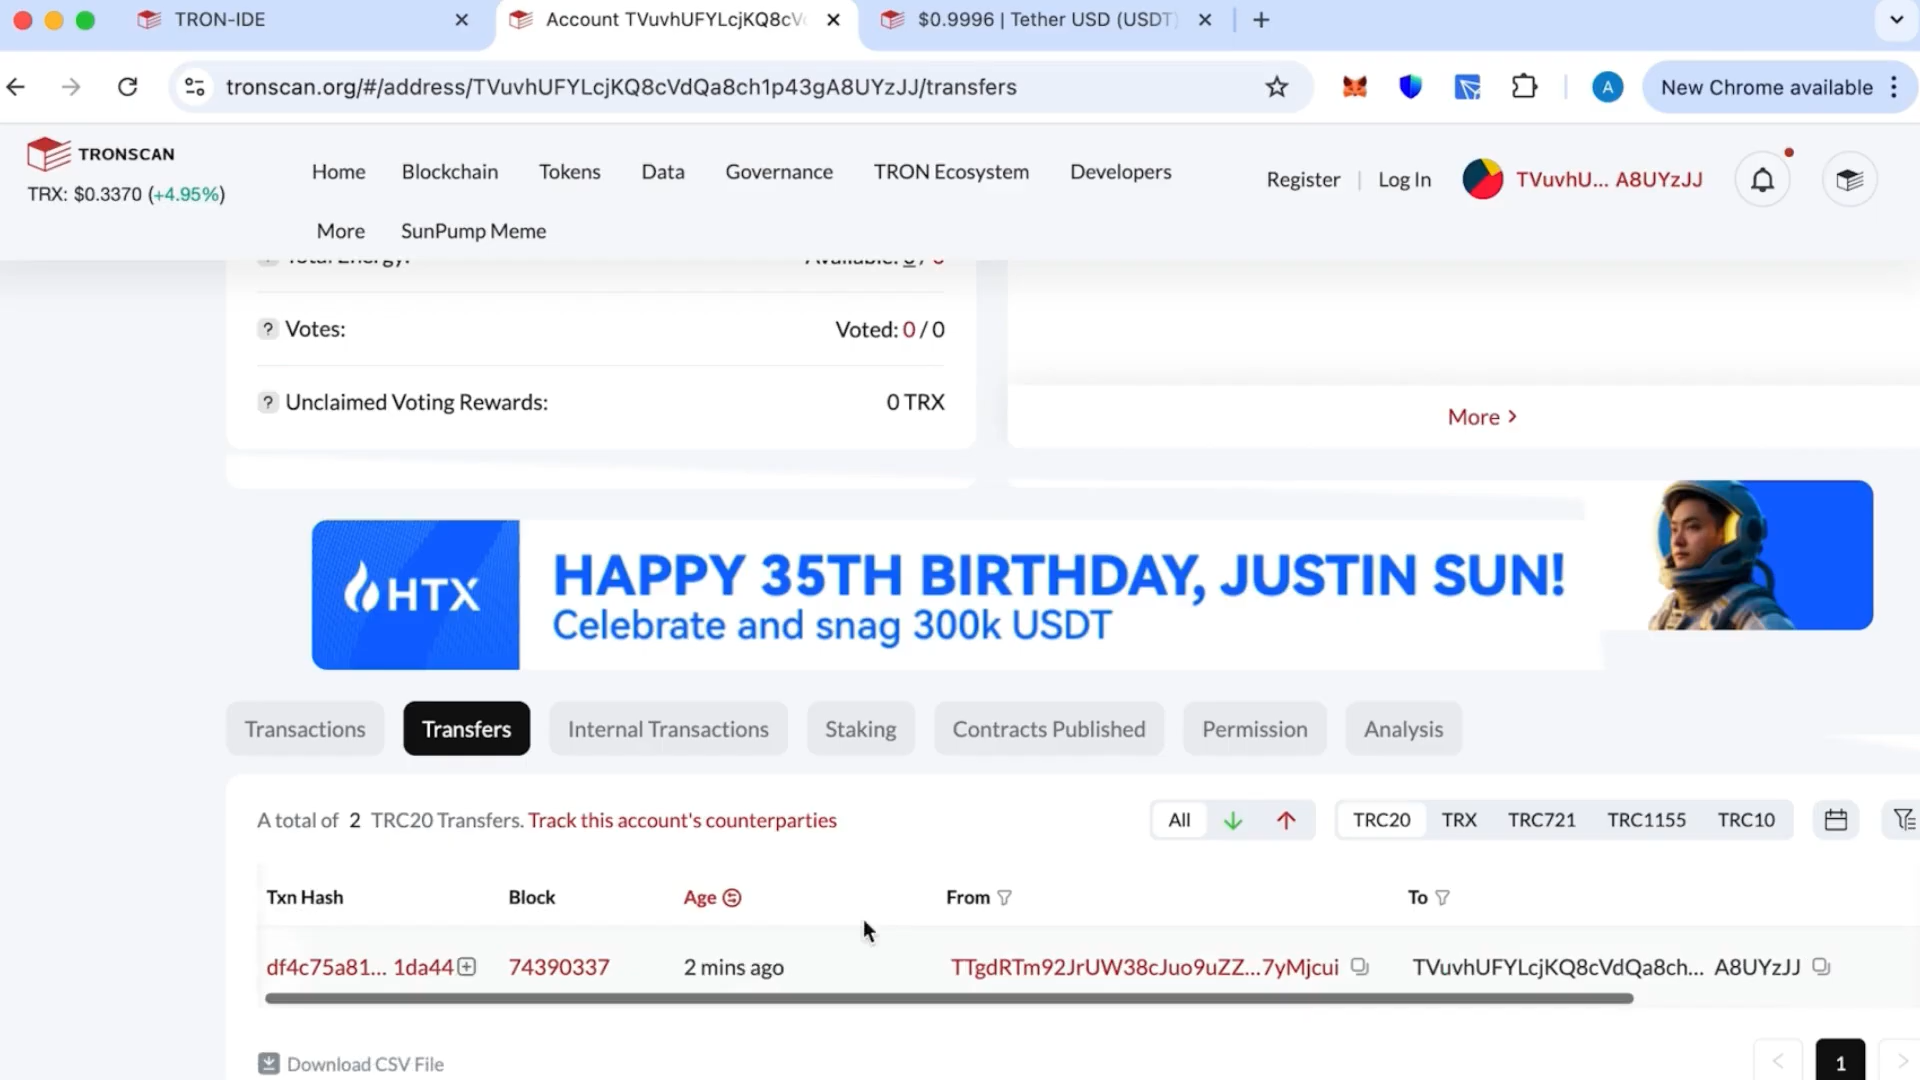 TRON-IDE
Account TVuvhUFYLcjKQ8cV
$0.9996 | Tether USD (USDT)
tronscan.org/#/address/TVuvhUFYLcjKQ8cVdQa8ch1p43gA8UYzJJ/transfers
A
New Chrome available
TRONSCAN
TRX: $0.3370 (+4.95%)
Home
Blockchain
Tokens
Data
Governance
TRON Ecosystem
Developers
More
SunPump Meme
Register
Log In
TVuvhU... A8UYzJJ
Total Energy:
Available: 0 / 0
? Votes:
Voted: 0 / 0
? Unclaimed Voting Rewards:
0 TRX
More
HTX
HAPPY 35TH BIRTHDAY, JUSTIN SUN!
Celebrate and snag 300k USDT
Transactions
Transfers
Internal Transactions
Staking
Contracts Published
Permission
Analysis
A total of 2 TRC20 Transfers. Track this account's counterparties
All
TRC20
TRX
TRC721
TRC1155
TRC10
Txn Hash
Block
Age
From
To
df4c75a81... 1da44
74390337
2 mins ago
TTgdRTm92JrUW38cJuo9uZZ...7yMjcui
TVuvhUFYLcjKQ8cVdQa8ch... A8UYzJJ
Download CSV File
1